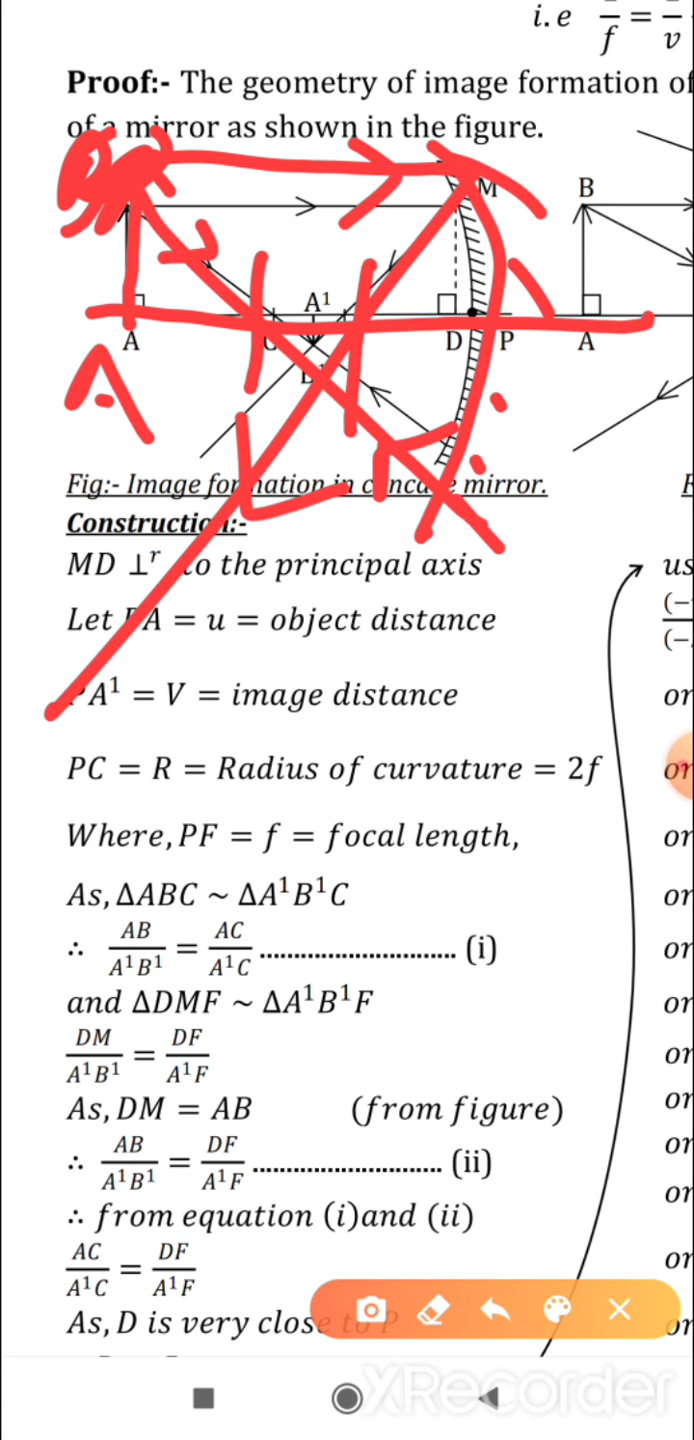 i.e 1/f = 1/v
Proof:- The geometry of image formation of
of a mirror as shown in the figure.
M B
A¹
A D P A
A
Fig:- Image formation in concave mirror.
Construction:-
MD ⊥ʳ to the principal axis
us
Let PA = u = object distance
(−
(−
PA¹ = V = image distance
or
PC = R = Radius of curvature = 2f
or
Where, PF = f = focal length,
or
As, ΔABC ~ ΔA¹B¹C
or
∴ AB/A¹B¹ = AC/A¹C ............................ (i)
or
and ΔDMF ~ ΔA¹B¹F
or
DM/A¹B¹ = DF/A¹F
or
As, DM = AB (from figure)
or
∴ AB/A¹B¹ = DF/A¹F ........................... (ii)
or
∴ from equation (i)and (ii)
or
AC/A¹C = DF/A¹F
or
As, D is very close to P
or
XRecorder